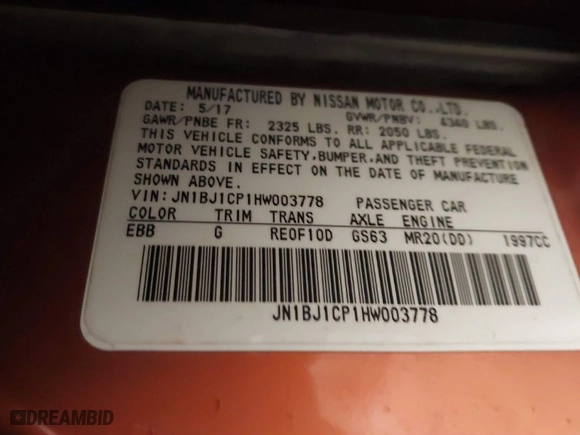 MANUFACTURED BY NISSAN MOTOR CO.,LTD.
DATE: 5/17 GVWR/PNBV: 4340 LBS.
GAWR/PNBE FR: 2325 LBS. RR: 2050 LBS.
THIS VEHICLE CONFORMS TO ALL APPLICABLE FEDERAL
MOTOR VEHICLE SAFETY,BUMPER,AND THEFT PREVENTION
STANDARDS IN EFFECT ON THE DATE OF MANUFACTURE
SHOWN ABOVE.
VIN: JN1BJ1CP1HW003778 PASSENGER CAR
COLOR TRIM TRANS AXLE ENGINE
EBB G RE0F10D GS63 MR20(DD) 1997CC
JN1BJ1CP1HW003778
DREAMBID